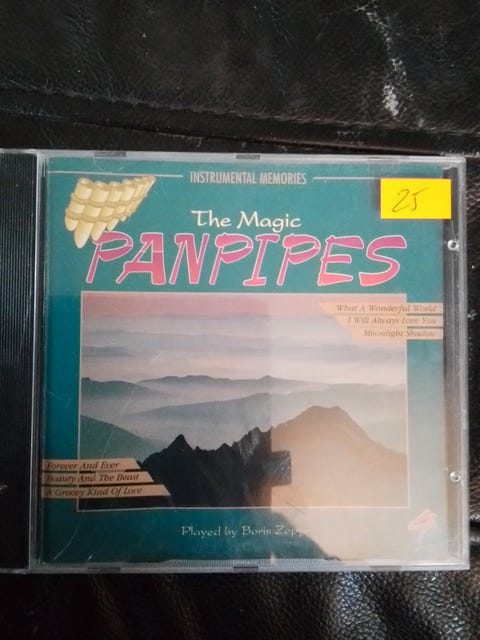 INSTRUMENTAL MEMORIES
25
The Magic
PANPIPES
What A Wonderful World
I Will Always Love You
Moonlight Shadow
Forever And Ever
Beauty And The Beast
A Groovy Kind Of Love
Played by Boris